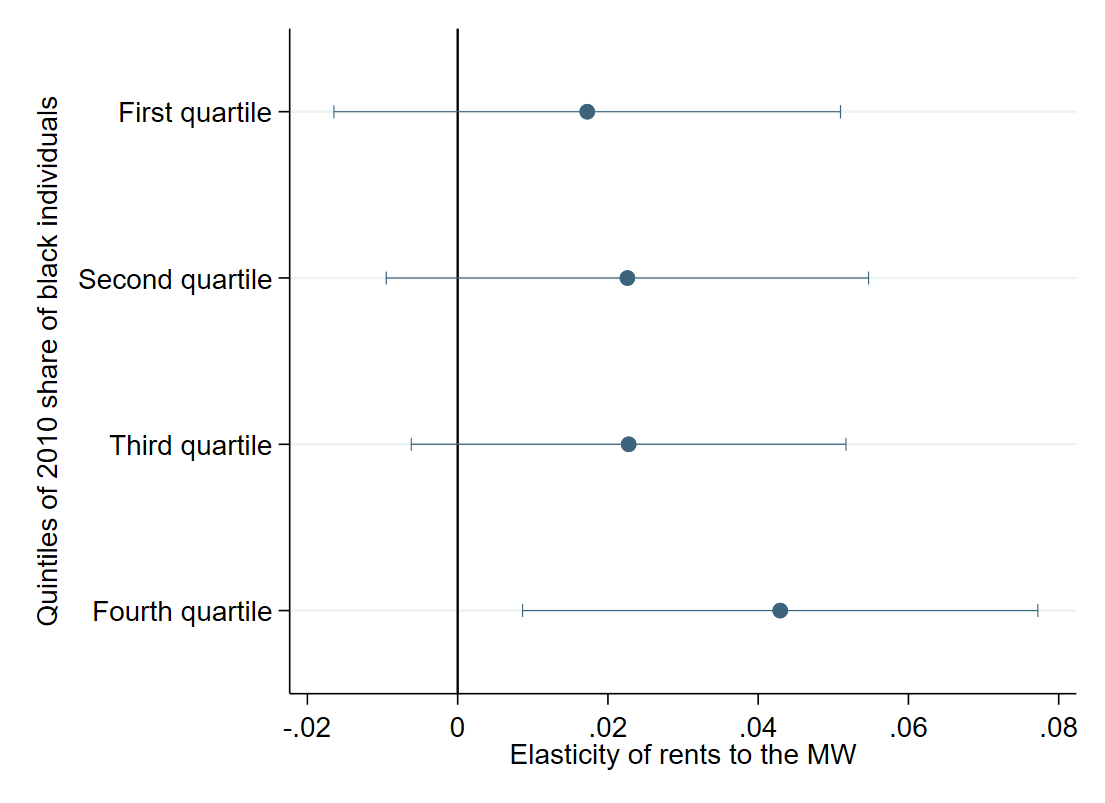 Quintiles of 2010 share of black individuals
First quartile
Second quartile
Third quartile
Fourth quartile
-.02 0 .02 .04 .06 .08
Elasticity of rents to the MW